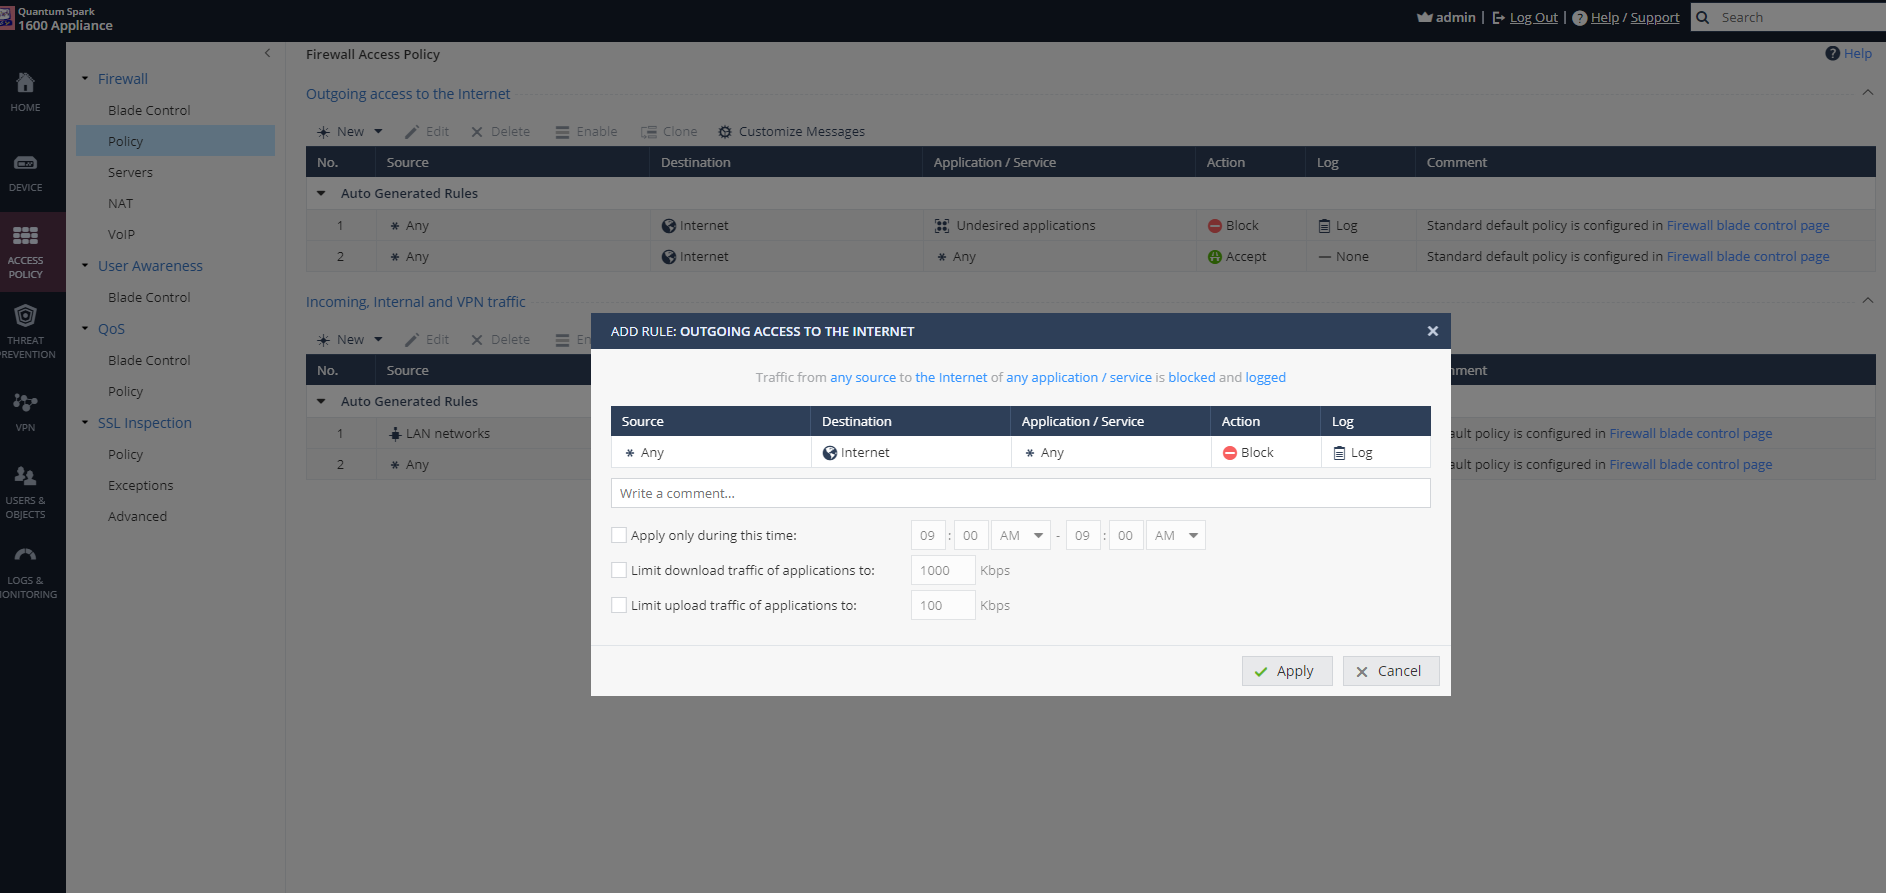 Quantum Spark
1600 Appliance
admin | Log Out | Help / Support Search
HOME
DEVICE
ACCESS
POLICY
THREAT
PREVENTION
VPN
USERS &
OBJECTS
LOGS &
MONITORING
Firewall
Blade Control
Policy
Servers
NAT
VoIP
User Awareness
Blade Control
QoS
Blade Control
Policy
SSL Inspection
Policy
Exceptions
Advanced
Firewall Access Policy
Help
Outgoing access to the Internet
New Edit Delete Enable Clone Customize Messages
No. Source Destination Application / Service Action Log Comment
Auto Generated Rules
1 * Any Internet Undesired applications Block Log Standard default policy is configured in Firewall blade control page
2 * Any Internet * Any Accept — None Standard default policy is configured in Firewall blade control page
Incoming, Internal and VPN traffic
New Edit Delete En
No. Source mment
Auto Generated Rules
1 LAN networks ault policy is configured in Firewall blade control page
2 * Any ault policy is configured in Firewall blade control page
ADD RULE: OUTGOING ACCESS TO THE INTERNET
Traffic from any source to the Internet of any application / service is blocked and logged
Source Destination Application / Service Action Log
* Any Internet * Any Block Log
Write a comment...
Apply only during this time: 09 : 00 AM - 09 : 00 AM
Limit download traffic of applications to: 1000 Kbps
Limit upload traffic of applications to: 100 Kbps
Apply Cancel